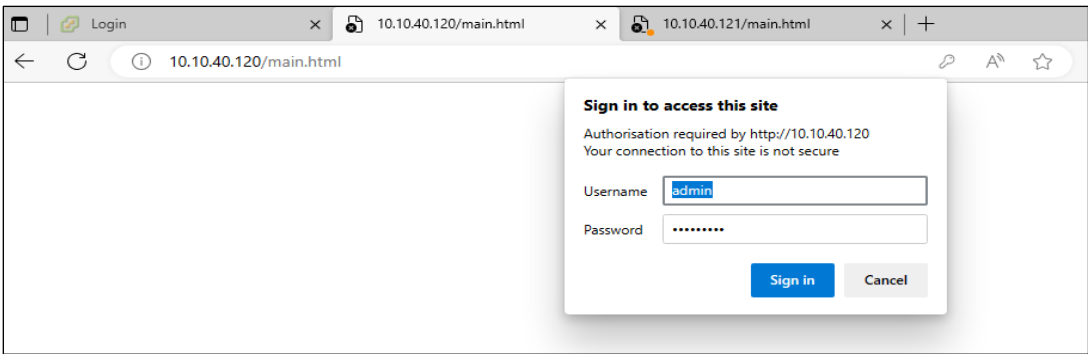 Login
10.10.40.120/main.html
10.10.40.121/main.html
10.10.40.120/main.html
A
Sign in to access this site
Authorisation required by http://10.10.40.120
Your connection to this site is not secure
Username admin
Password •••••••••
Sign in Cancel